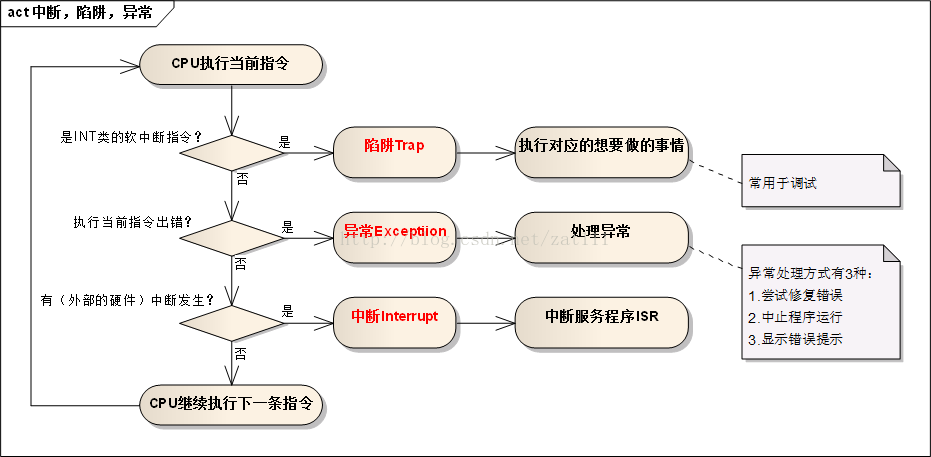 act 中断，陷阱，异常
CPU执行当前指令
是INT类的软中断指令？
是
陷阱Trap
执行对应的想要做的事情
常用于调试
否
执行当前指令出错？
是
异常Exception
处理异常
http://blog.csdn.net/zatiii
否
异常处理方式有3种：
1.尝试修复错误
2.中止程序运行
3.显示错误提示
有（外部的硬件）中断发生？
是
中断Interrupt
中断服务程序ISR
否
CPU继续执行下一条指令